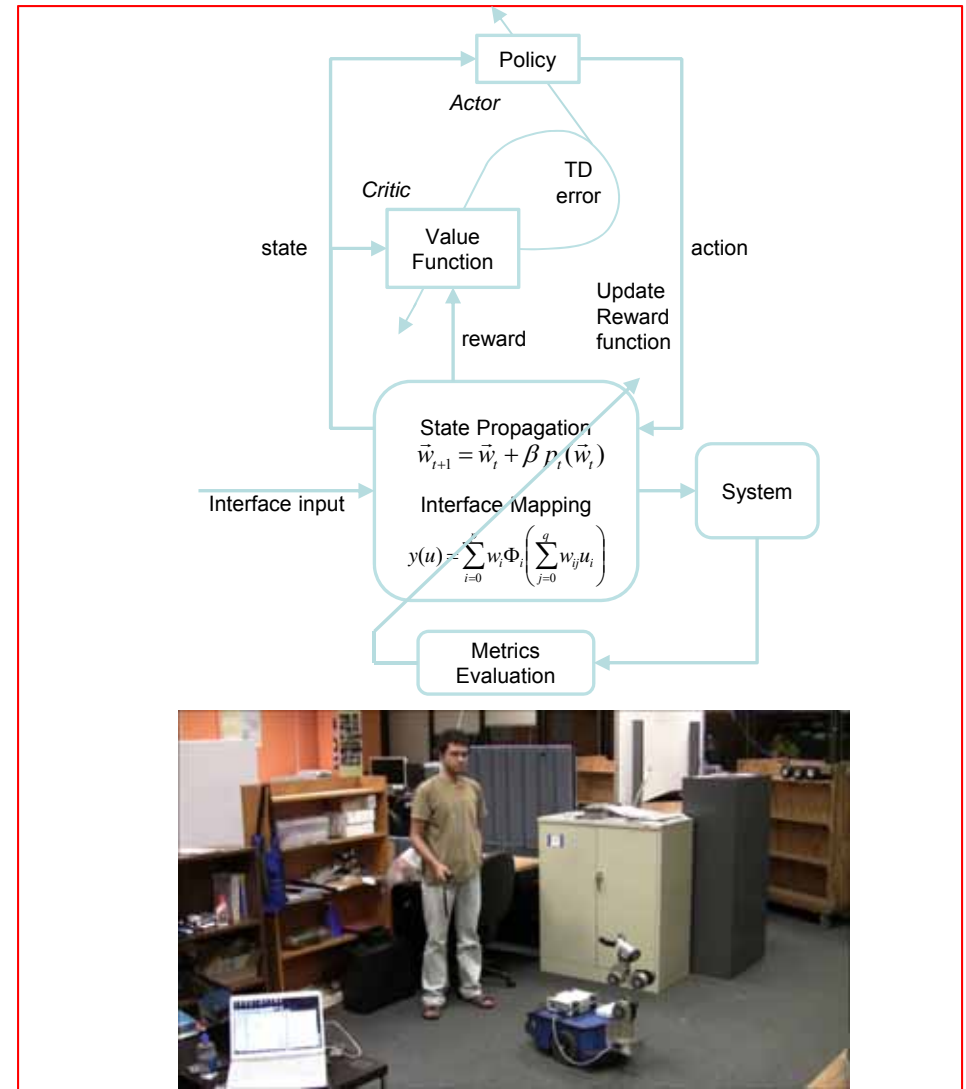 Policy
Actor
TD
error
Critic
Value
Function
state
action
Update
Reward
function
reward
State Propagation
$\vec{w}_{t+1} = \vec{w}_t + \beta \, p_t(\vec{w}_t)$
Interface input
Interface Mapping
$y(u) = \sum_{i=0} w_i \Phi_i \left( \sum_{j=0}^{q} w_{ij} u_i \right)$
System
Metrics
Evaluation